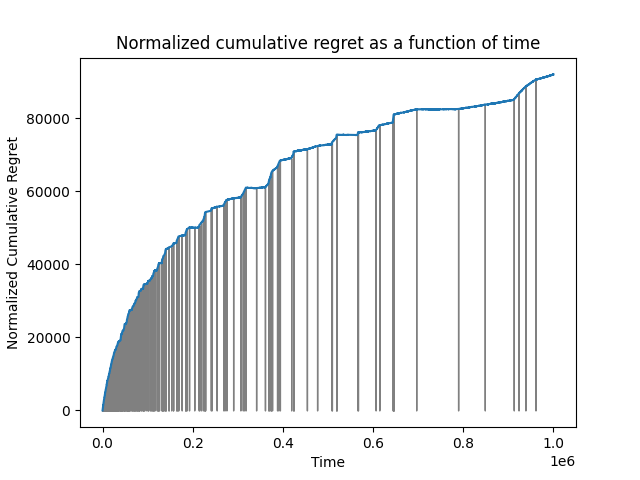 Normalized cumulative regret as a function of time
Normalized Cumulative Regret
80000
60000
40000
20000
0
0.0 0.2 0.4 0.6 0.8 1.0
1e6
Time